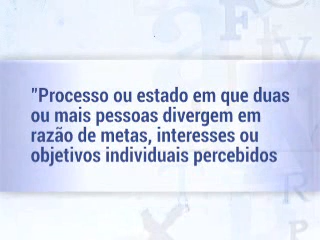 "Processo ou estado em que duas
ou mais pessoas divergem em
razão de metas, interesses ou
objetivos individuais percebidos